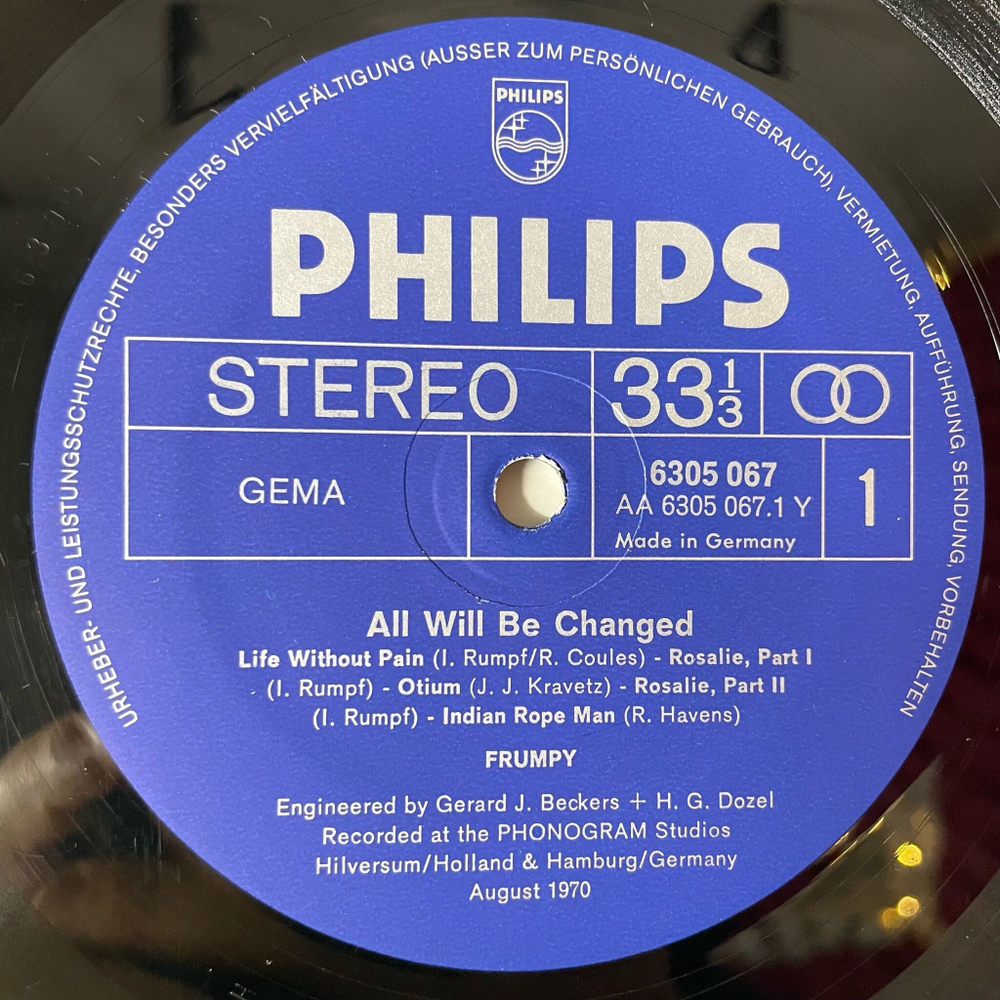 URHEBER- UND LEISTUNGSSCHUTZRECHTE, BESONDERS VERVIELFÄLTIGUNG (AUSSER ZUM PERSÖNLICHEN GEBRAUCH), VERMIETUNG, AUFFÜHRUNG, SENDUNG, VORBEHALTEN
PHILIPS
PHILIPS
STEREO 33 1/3
GEMA 6305 067 1
AA 6305 067.1 Y
Made in Germany
All Will Be Changed
Life Without Pain (I. Rumpf/R. Coules) - Rosalie, Part I
(I. Rumpf) - Otium (J. J. Kravetz) - Rosalie, Part II
(I. Rumpf) - Indian Rope Man (R. Havens)
FRUMPY
Engineered by Gerard J. Beckers + H. G. Dozel
Recorded at the PHONOGRAM Studios
Hilversum/Holland & Hamburg/Germany
August 1970